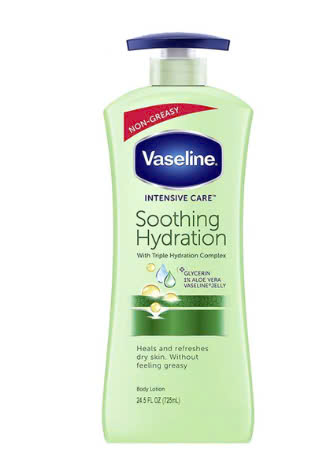 NON-GREASY
Vaseline.
INTENSIVE CARE™
Soothing
Hydration
With Triple Hydration Complex
GLYCERIN
1% ALOE VERA
VASELINE® JELLY
Heals and refreshes
dry skin. Without
feeling greasy
Body Lotion
24.5 FL OZ (725mL)